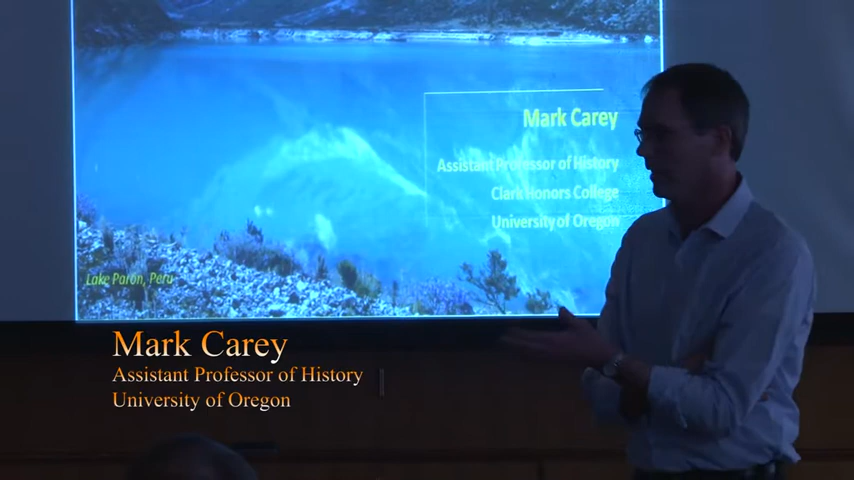 Mark Carey
Assistant Professor of History
Clark Honors College
University of Oregon
Lake Parón, Peru
Mark Carey
Assistant Professor of History
University of Oregon